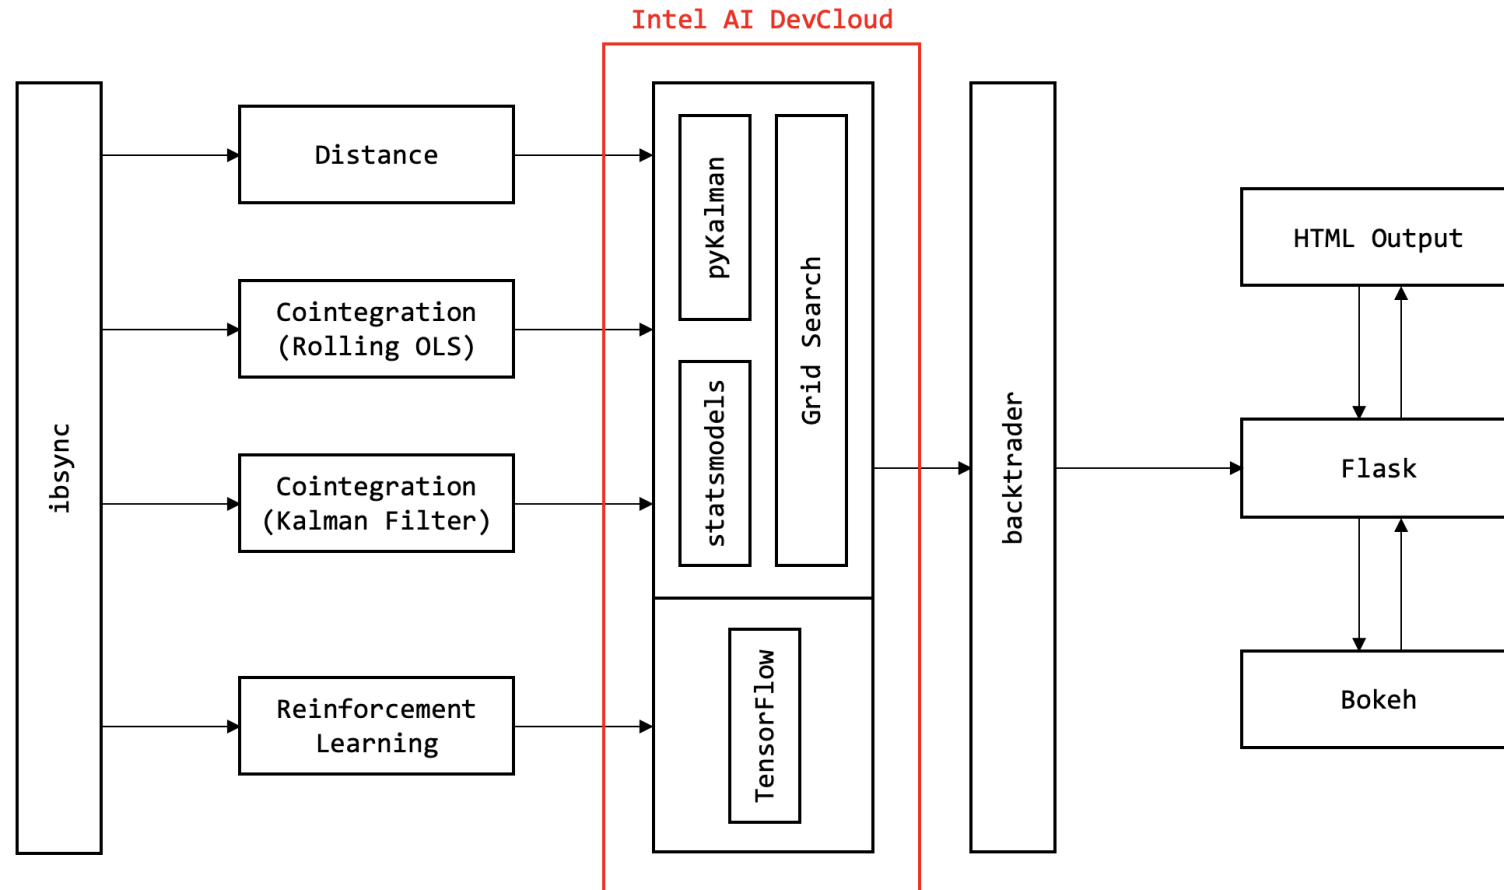 Intel AI DevCloud
ibsync
Distance
Cointegration
(Rolling OLS)
Cointegration
(Kalman Filter)
Reinforcement
Learning
pyKalman
statsmodels
Grid Search
TensorFlow
backtrader
HTML Output
Flask
Bokeh